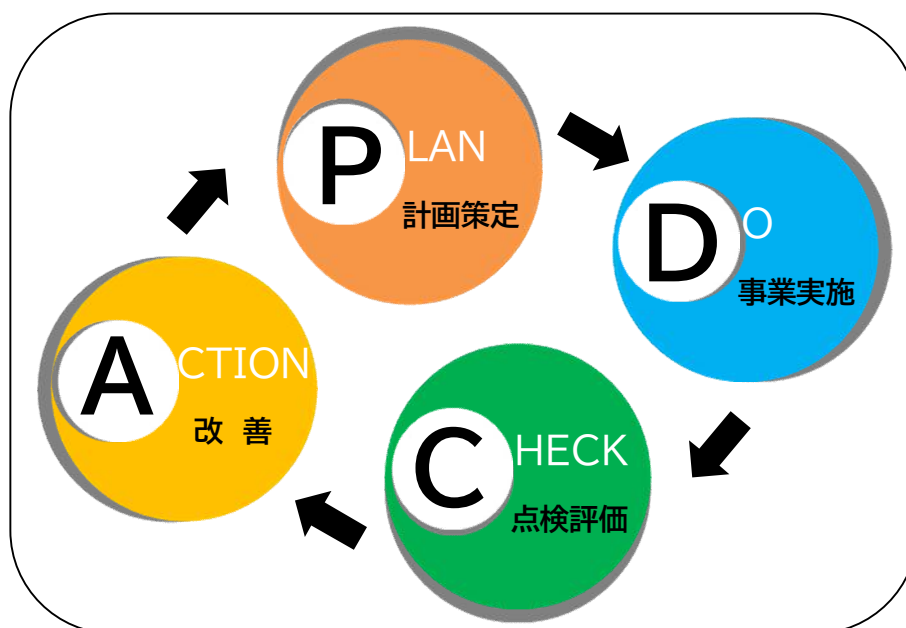 PLAN
計画策定
DO
事業実施
CHECK
点検評価
ACTION
改 善